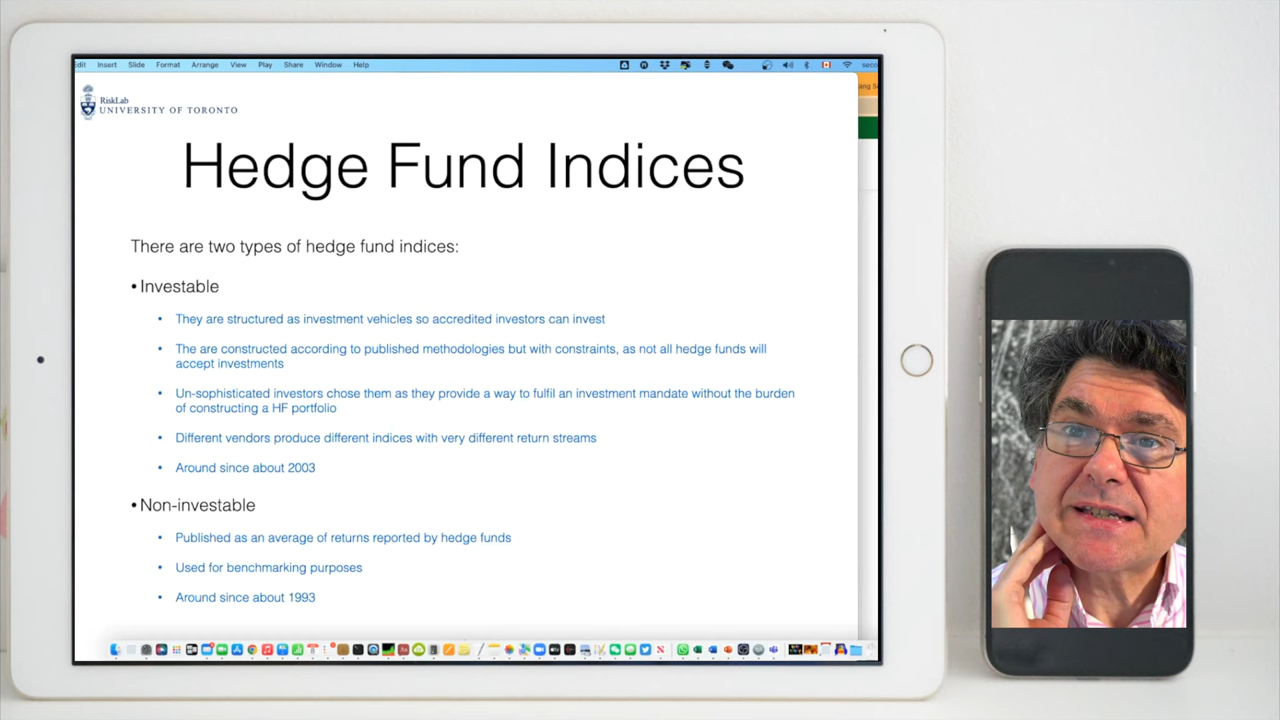 Edit Insert Slide Format Arrange View Play Share Window Help
RiskLab
UNIVERSITY OF TORONTO
Hedge Fund Indices
There are two types of hedge fund indices:
• Investable
• They are structured as investment vehicles so accredited investors can invest
• The are constructed according to published methodologies but with constraints, as not all hedge funds will
accept investments
• Un-sophisticated investors chose them as they provide a way to fulfil an investment mandate without the burden
of constructing a HF portfolio
• Different vendors produce different indices with very different return streams
• Around since about 2003
• Non-investable
• Published as an average of returns reported by hedge funds
• Used for benchmarking purposes
• Around since about 1993